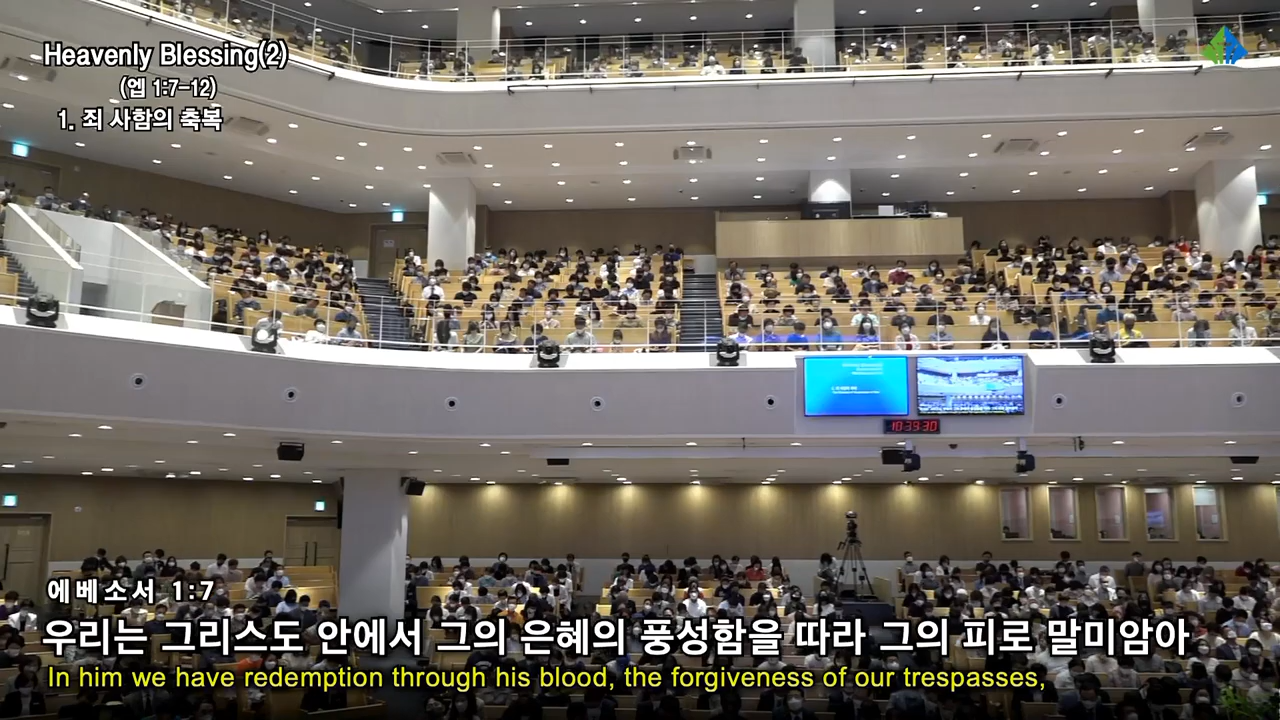 Heavenly Blessing(2)
(엡 1:7-12)
1. 죄 사함의 축복
18:39:30
에베소서 1:7
우리는 그리스도 안에서 그의 은혜의 풍성함을 따라 그의 피로 말미암아
In him we have redemption through his blood, the forgiveness of our trespasses,